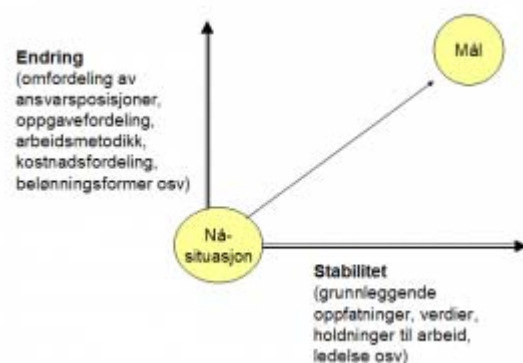 Endring
(omfordeling av
ansvarsposisjoner,
oppgavefordeling,
arbeidsmetodikk,
kostnadsfordeling,
belønningsformer osv)
Mål
Nå-
situasjon
Stabilitet
(grunnleggende
oppfatninger, verdier,
holdninger til arbeid,
ledelse osv)